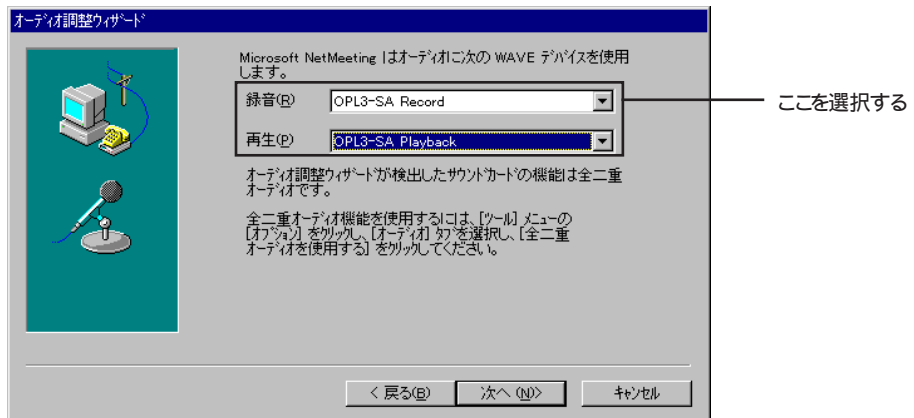 オーディオ調整ウィザード
Microsoft NetMeeting はオーディオに次の WAVE デバイスを使用
します。
録音(R) OPL3-SA Record
ここを選択する
再生(P) OPL3-SA Playback
オーディオ調整ウィザードが検出したサウンドカードの機能は全二重
オーディオです。
全二重オーディオ機能を使用するには、[ツール] メニューの
[オプション] をクリックし、[オーディオ] タブを選択し、[全二重
オーディオを使用する] をクリックしてください。
< 戻る(B) 次へ (N)> キャンセル